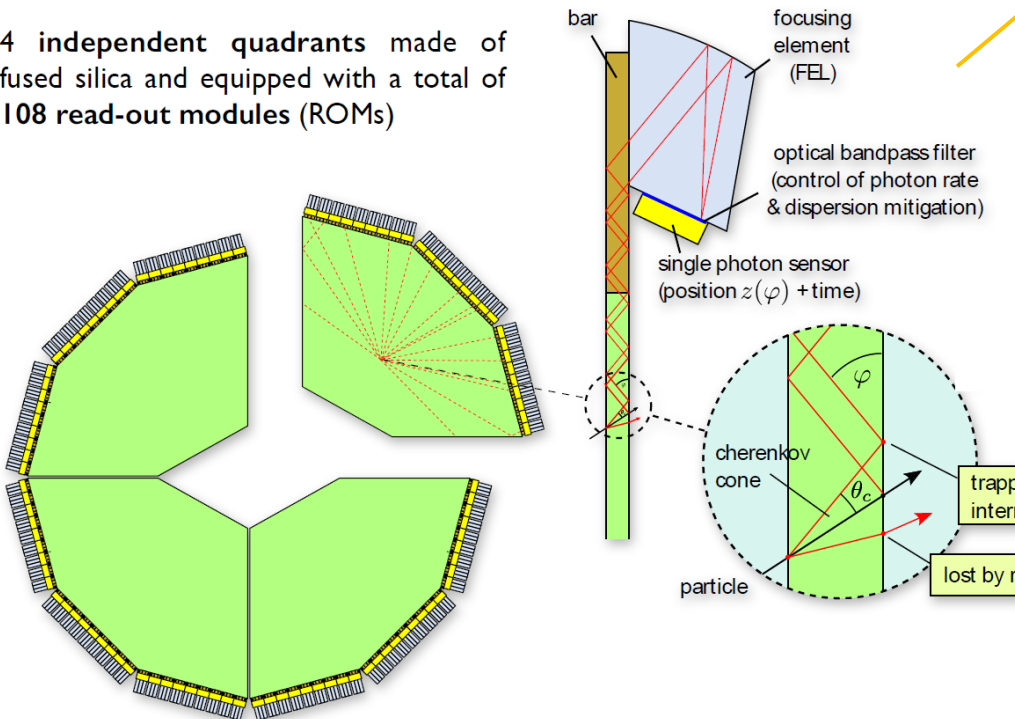 4 independent quadrants made of
fused silica and equipped with a total of
108 read-out modules (ROMs)
bar
focusing
element
(FEL)
optical bandpass filter
(control of photon rate
& dispersion mitigation)
single photon sensor
(position z(φ) + time)
φ
cherenkov
cone
θc
particle
lost by